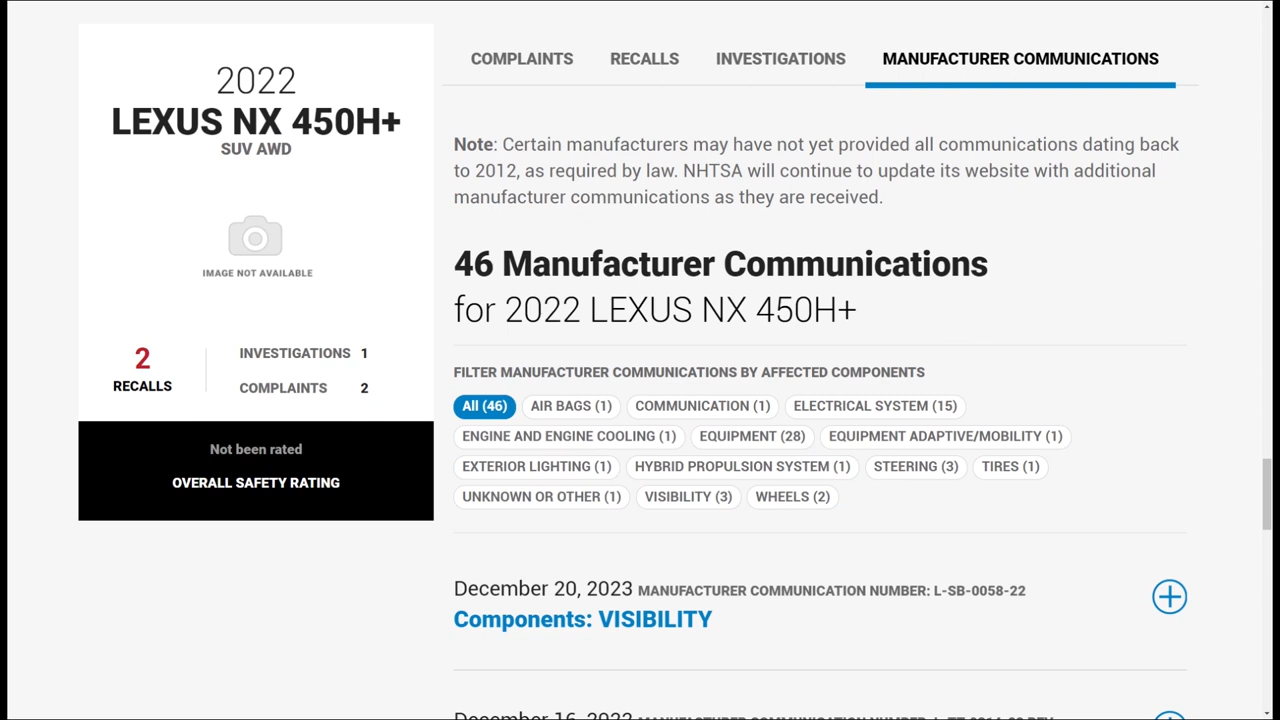 2022
LEXUS NX 450H+
SUV AWD
IMAGE NOT AVAILABLE
2
RECALLS
INVESTIGATIONS 1
COMPLAINTS 2
Not been rated
OVERALL SAFETY RATING
COMPLAINTS RECALLS INVESTIGATIONS MANUFACTURER COMMUNICATIONS
Note: Certain manufacturers may have not yet provided all communications dating back
to 2012, as required by law. NHTSA will continue to update its website with additional
manufacturer communications as they are received.
46 Manufacturer Communications
for 2022 LEXUS NX 450H+
FILTER MANUFACTURER COMMUNICATIONS BY AFFECTED COMPONENTS
All (46) AIR BAGS (1) COMMUNICATION (1) ELECTRICAL SYSTEM (15)
ENGINE AND ENGINE COOLING (1) EQUIPMENT (28) EQUIPMENT ADAPTIVE/MOBILITY (1)
EXTERIOR LIGHTING (1) HYBRID PROPULSION SYSTEM (1) STEERING (3) TIRES (1)
UNKNOWN OR OTHER (1) VISIBILITY (3) WHEELS (2)
December 20, 2023 MANUFACTURER COMMUNICATION NUMBER: L-SB-0058-22
Components: VISIBILITY
December 16, 2022 MANUFACTURER COMMUNICATION NUMBER: